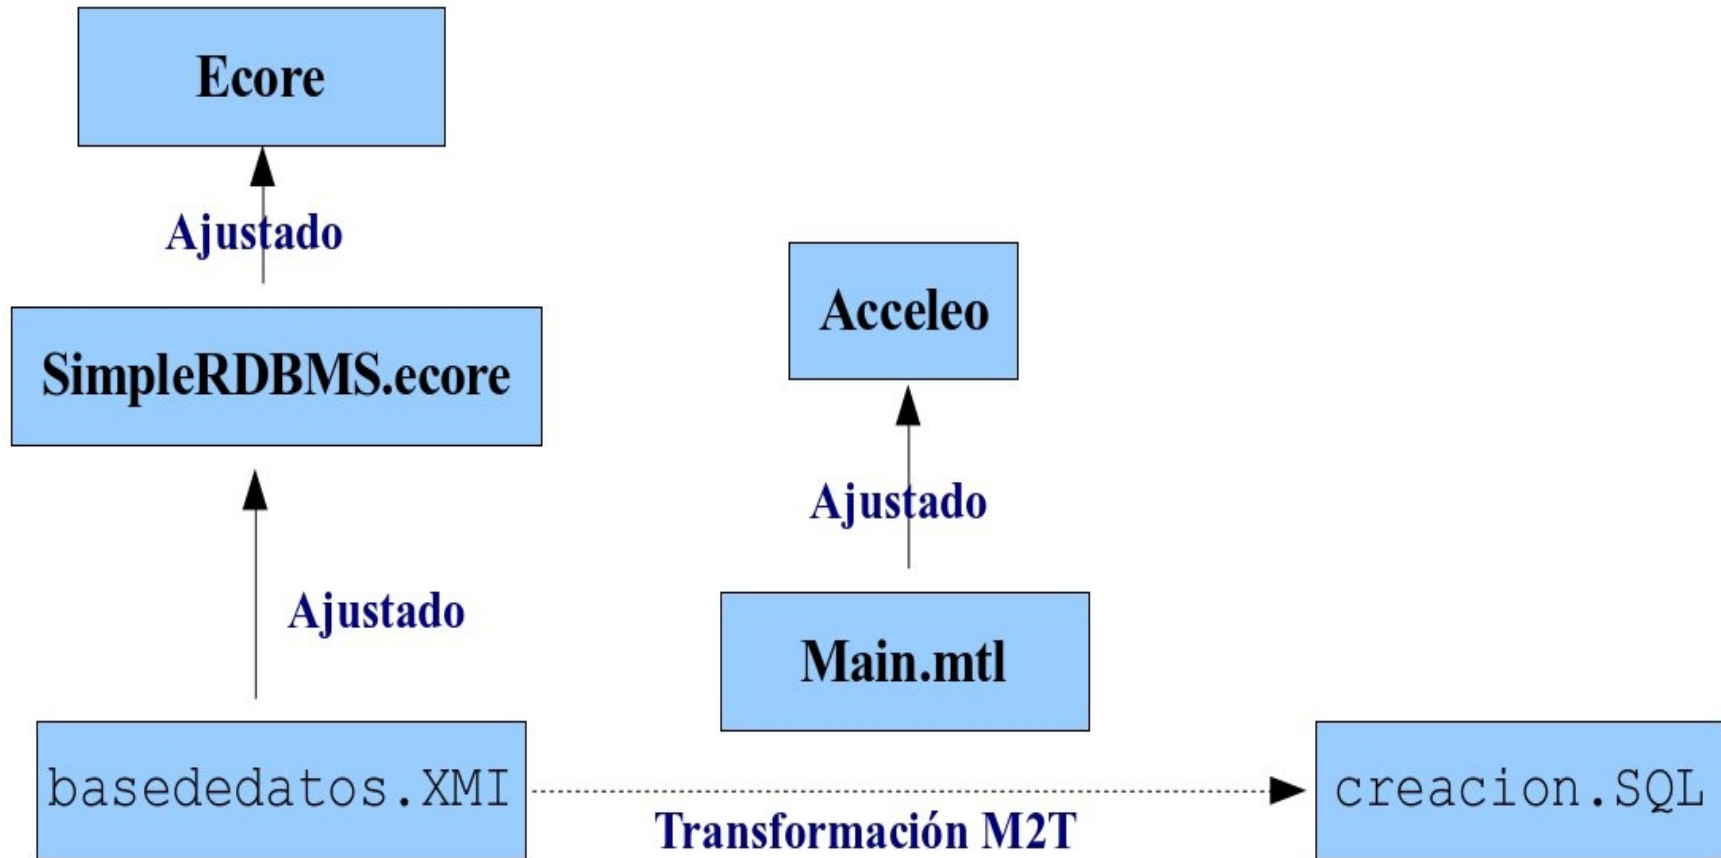 Ecore
Ajustado
SimpleRDBMS.ecore
Acceleo
Ajustado
Ajustado
Main.mtl
basededatos.XMI
Transformación M2T
creacion.SQL